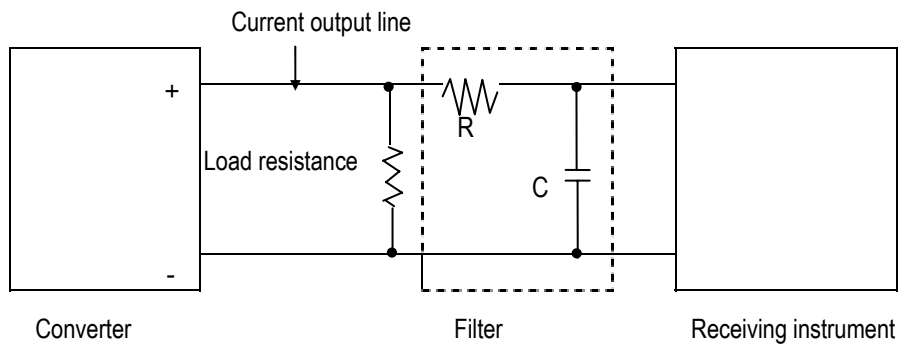 Current output line
+
R
Load resistance
C
-
Converter
Filter
Receiving instrument